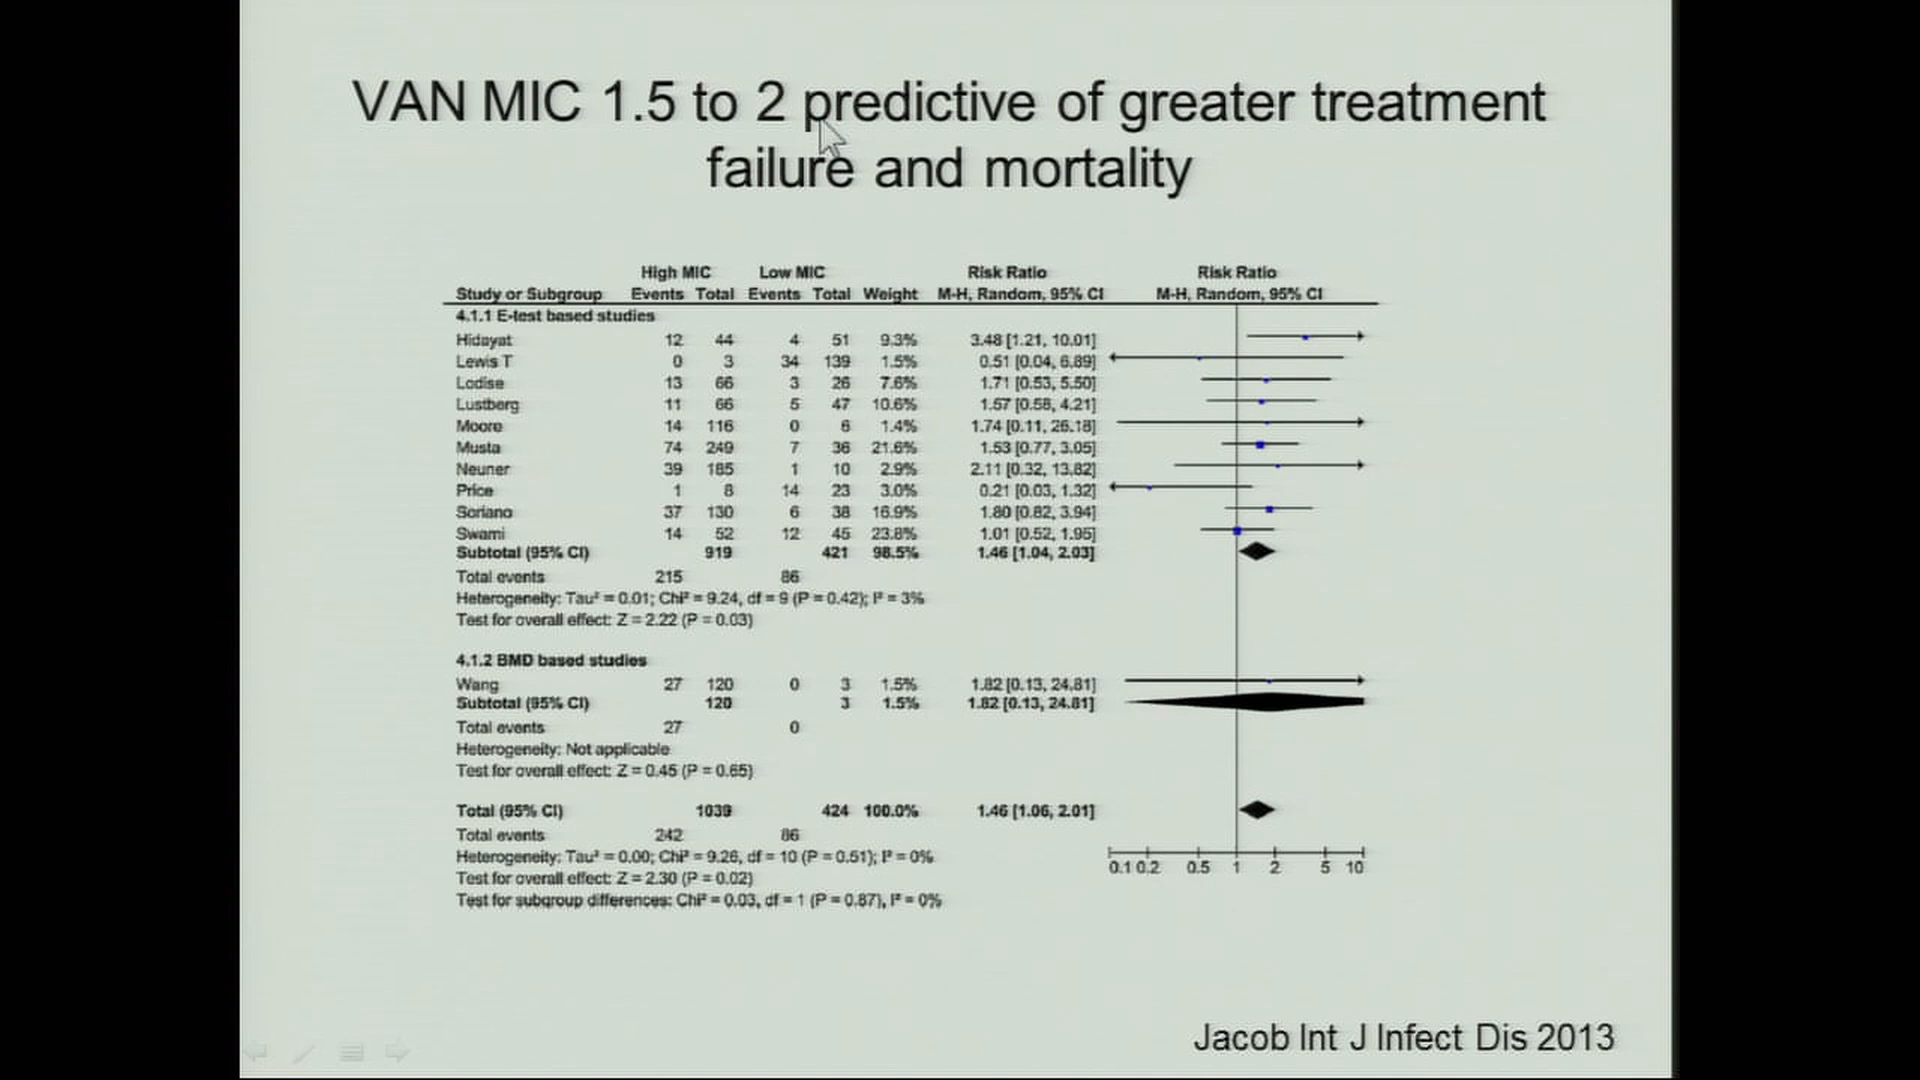 VAN MIC 1.5 to 2 predictive of greater treatment
failure and mortality
High MIC Low MIC Risk Ratio Risk Ratio
Study or Subgroup Events Total Events Total Weight M-H, Random, 95% CI M-H, Random, 95% CI
4.1.1 E-test based studies
Hidayat 12 44 4 51 9.3% 3.48 [1.21, 10.01]
Lewis T 0 3 34 139 1.5% 0.51 [0.04, 6.89]
Lodise 13 66 3 26 7.6% 1.71 [0.53, 5.50]
Lustberg 11 66 5 47 10.6% 1.57 [0.58, 4.21]
Moore 14 116 0 6 1.4% 1.74 [0.11, 26.18]
Musta 74 249 7 36 21.6% 1.53 [0.77, 3.05]
Neuner 39 185 1 10 2.9% 2.11 [0.32, 13.82]
Price 1 8 14 23 3.0% 0.21 [0.03, 1.32]
Soriano 37 130 6 38 16.9% 1.80 [0.82, 3.94]
Swami 14 52 12 45 23.8% 1.01 [0.52, 1.95]
Subtotal (95% CI) 919 421 98.5% 1.46 [1.04, 2.03]
Total events 215 86
Heterogeneity: Tau² = 0.01; Chi² = 9.24, df = 9 (P = 0.42); I² = 3%
Test for overall effect: Z = 2.22 (P = 0.03)
4.1.2 BMD based studies
Wang 27 120 0 3 1.5% 1.82 [0.13, 24.81]
Subtotal (95% CI) 120 3 1.5% 1.82 [0.13, 24.81]
Total events 27 0
Heterogeneity: Not applicable
Test for overall effect: Z = 0.45 (P = 0.65)
Total (95% CI) 1039 424 100.0% 1.46 [1.06, 2.01]
Total events 242 86
Heterogeneity: Tau² = 0.00; Chi² = 9.26, df = 10 (P = 0.51); I² = 0%
Test for overall effect: Z = 2.30 (P = 0.02)
Test for subgroup differences: Chi² = 0.03, df = 1 (P = 0.87), I² = 0%
0.1 0.2 0.5 1 2 5 10
Jacob Int J Infect Dis 2013